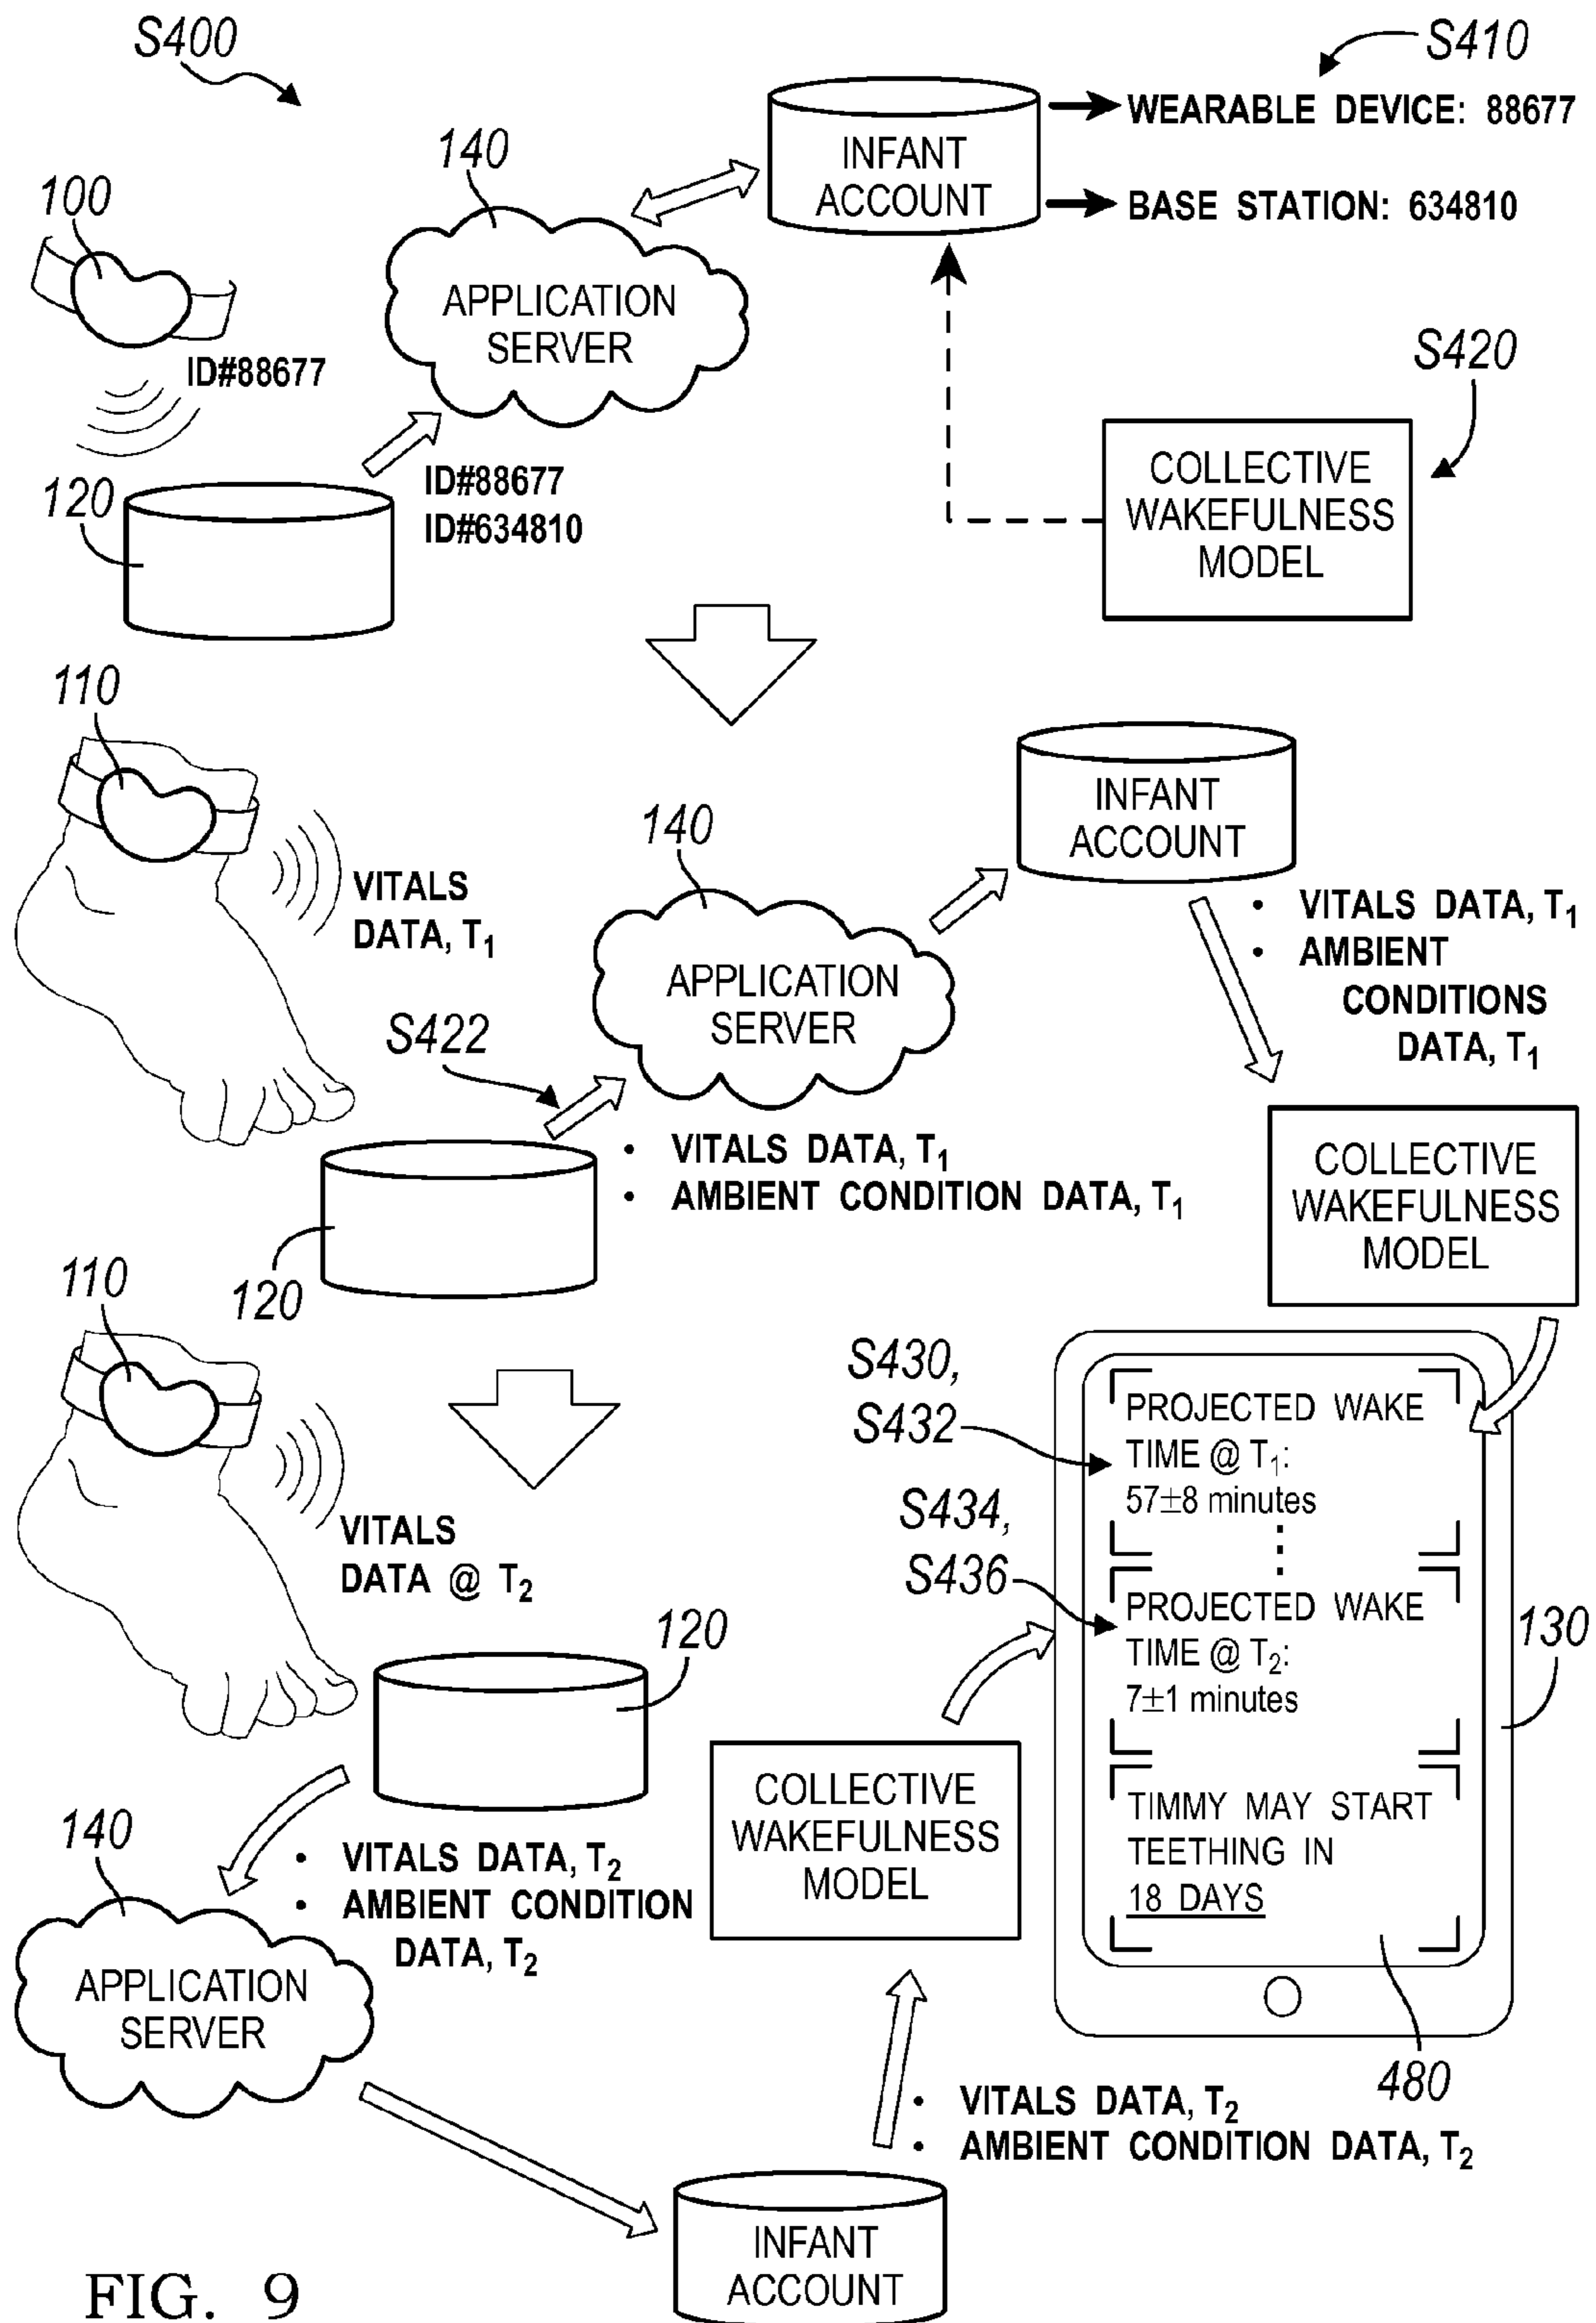 S400
S410
INFANT
ACCOUNT
WEARABLE DEVICE: 88677
BASE STATION: 634810
140
100
APPLICATION
SERVER
ID#88677
S420
COLLECTIVE
WAKEFULNESS
MODEL
ID#88677
ID#634810
120
110
VITALS
DATA, T₁
140
INFANT
ACCOUNT
• VITALS DATA, T₁
• AMBIENT
CONDITIONS
DATA, T₁
APPLICATION
SERVER
S422
• VITALS DATA, T₁
• AMBIENT CONDITION DATA, T₁
120
COLLECTIVE
WAKEFULNESS
MODEL
110
VITALS
DATA @ T₂
S430,
S432
PROJECTED WAKE
TIME @ T₁:
57±8 minutes
S434,
S436
PROJECTED WAKE
TIME @ T₂:
7±1 minutes
130
120
COLLECTIVE
WAKEFULNESS
MODEL
TIMMY MAY START
TEETHING IN
18 DAYS
480
140
• VITALS DATA, T₂
• AMBIENT CONDITION
DATA, T₂
APPLICATION
SERVER
• VITALS DATA, T₂
• AMBIENT CONDITION DATA, T₂
INFANT
ACCOUNT
FIG. 9